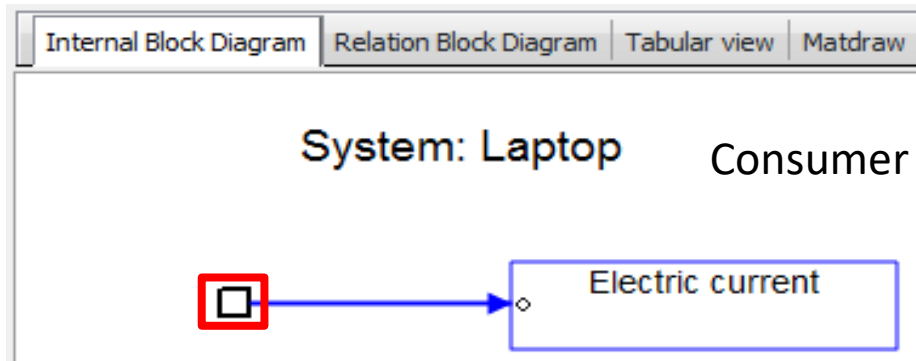 Internal Block Diagram Relation Block Diagram Tabular view Matdraw
System: Laptop Consumer
Electric current